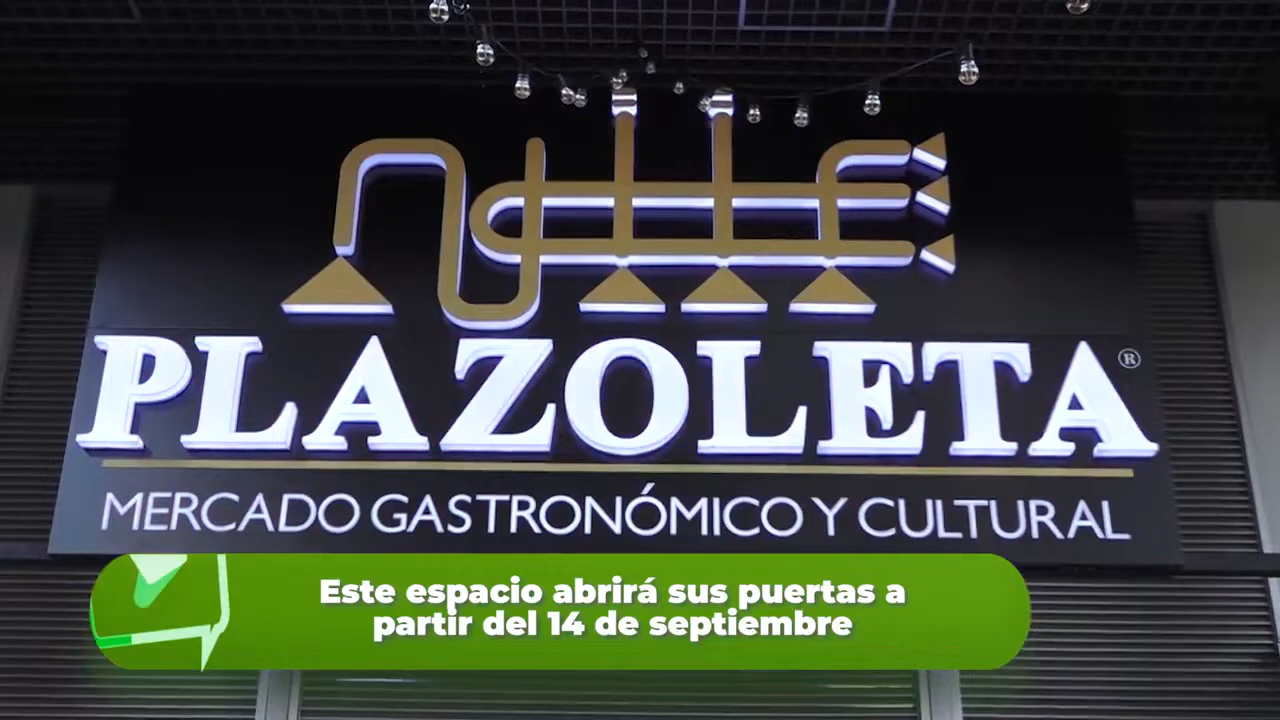 PLAZOLETA®
MERCADO GASTRONÓMICO Y CULTURAL
Este espacio abrirá sus puertas a
partir del 14 de septiembre